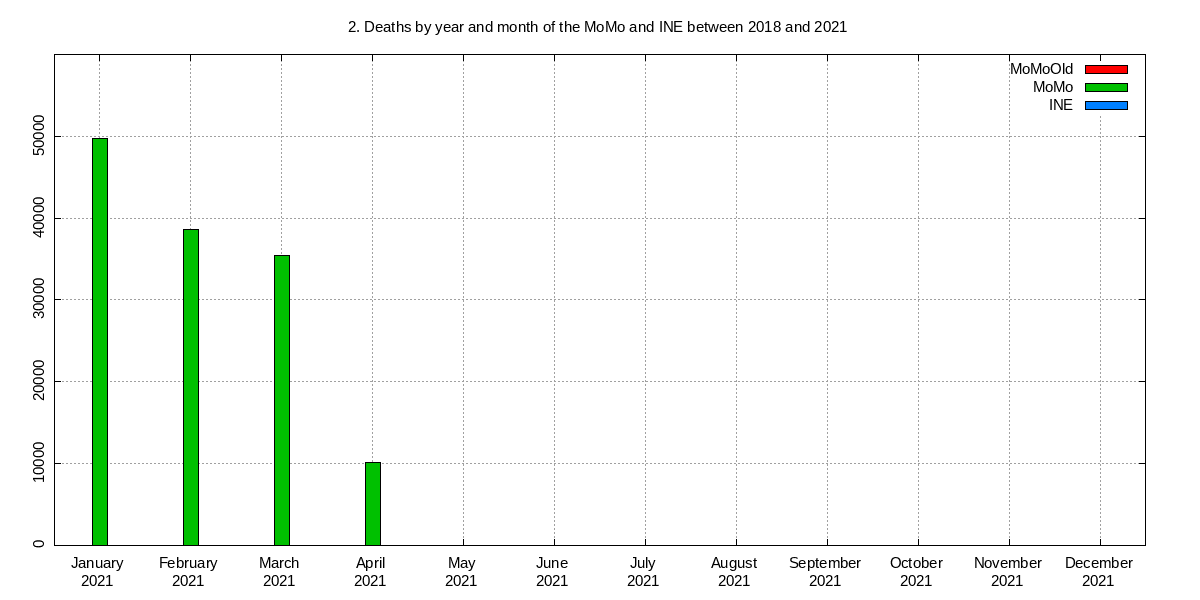 2. Deaths by year and month of the MoMo and INE between 2018 and 2021
MoMoOld
MoMo
INE
50000
40000
30000
20000
10000
0
January February March April May June July August September October November December
2021 2021 2021 2021 2021 2021 2021 2021 2021 2021 2021 2021